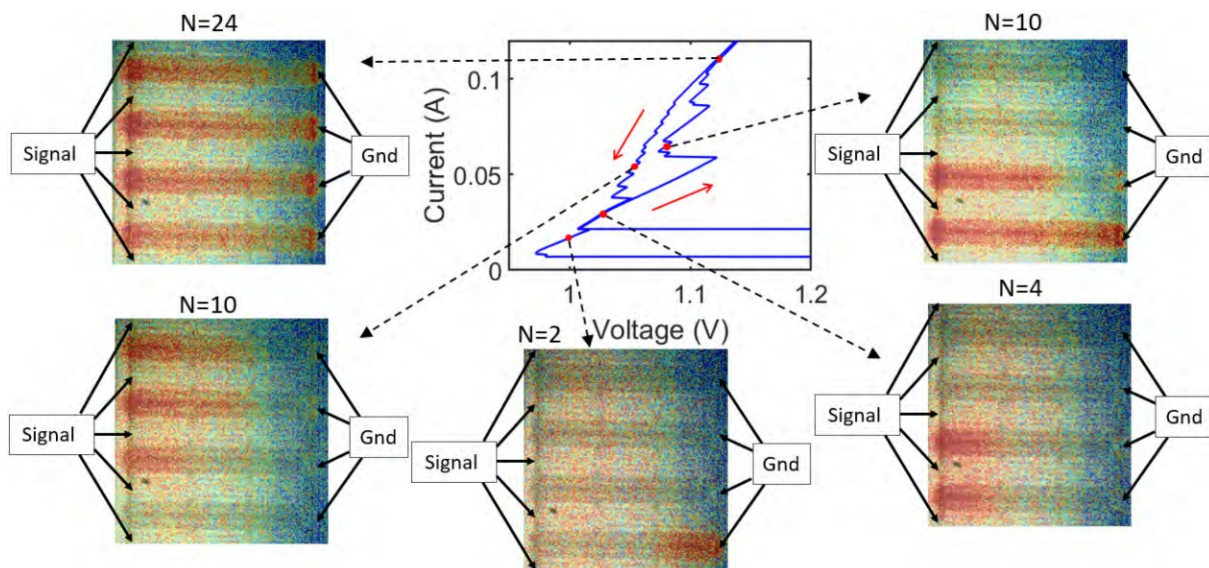 N=24
Signal
Gnd
Current (A)
0.1
0.05
0
1
1.1
1.2
Voltage (V)
N=10
Signal
Gnd
N=10
Signal
Gnd
N=2
Signal
Gnd
N=4
Signal
Gnd